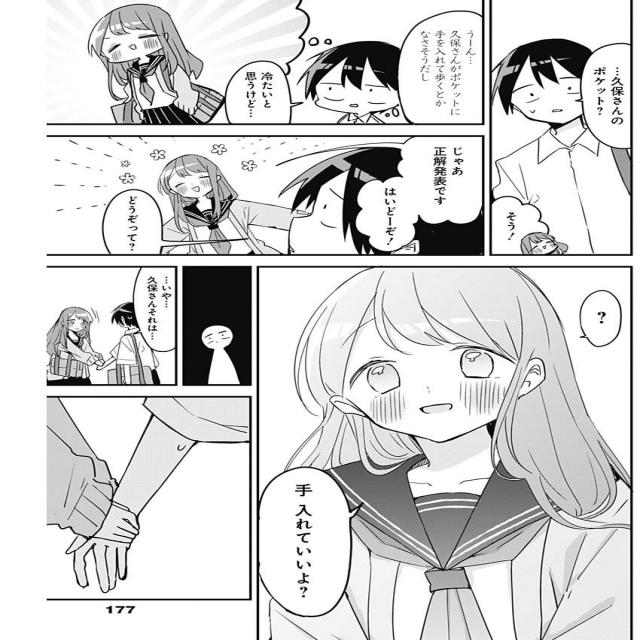 …久保さんの
ポケット？
そう！
うーん…
久保さんがポケットに
手を入れて歩くとか
なさそうだし
冷たいと
思うけど…
じゃあ
正解発表です
はいどーぞ！
どうぞって？
？
手 入れていいよ？
…いや…
久保さんそれは…
177